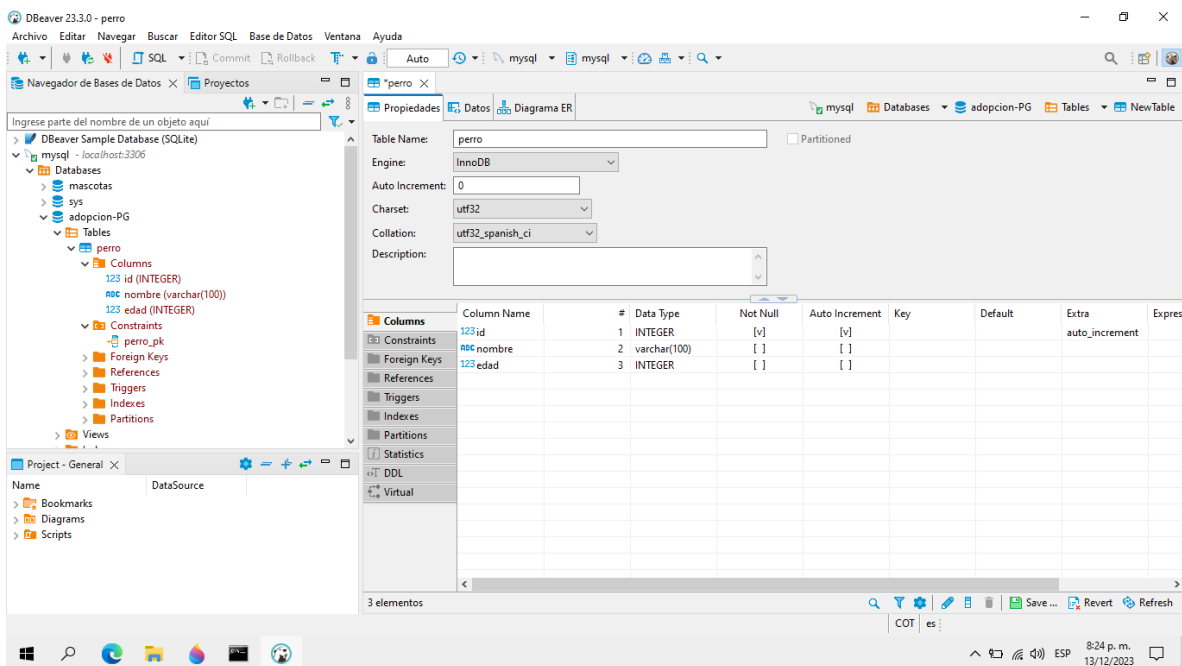 DBeaver 23.3.0 - perro
Archivo Editar Navegar Buscar Editor SQL Base de Datos Ventana Ayuda
SQL Commit Rollback Auto mysql mysql
Navegador de Bases de Datos Proyectos
Ingrese parte del nombre de un objeto aquí
DBeaver Sample Database (SQLite)
mysql - localhost:3306
Databases
mascotas
sys
adopcion-PG
Tables
perro
Columns
123 id (INTEGER)
ABC nombre (varchar(100))
123 edad (INTEGER)
Constraints
perro_pk
Foreign Keys
References
Triggers
Indexes
Partitions
Views
Project - General
Name DataSource
Bookmarks
Diagrams
Scripts
*perro
Propiedades Datos Diagrama ER mysql Databases adopcion-PG Tables NewTable
Table Name: perro Partitioned
Engine: InnoDB
Auto Increment: 0
Charset: utf32
Collation: utf32_spanish_ci
Description:
Columns
Constraints
Foreign Keys
References
Triggers
Indexes
Partitions
Statistics
DDL
Virtual
Column Name # Data Type Not Null Auto Increment Key Default Extra Expres
123 id 1 INTEGER [v] [v] auto_increment
ABC nombre 2 varchar(100) [ ] [ ]
123 edad 3 INTEGER [ ] [ ]
3 elementos Save ... Revert Refresh
COT es
ESP 8:24 p. m.
13/12/2023